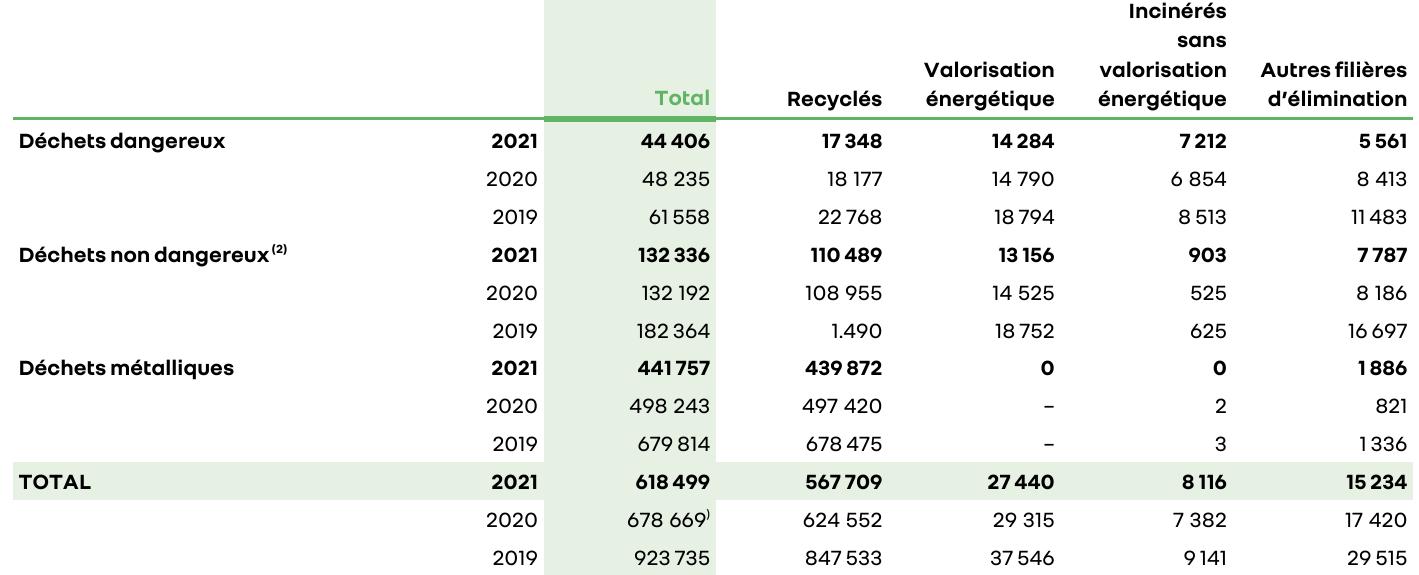 Total Recyclés Valorisation énergétique Incinérés sans valorisation énergétique Autres filières d'élimination
Déchets dangereux 2021 44 406 17 348 14 284 7 212 5 561
2020 48 235 18 177 14 790 6 854 8 413
2019 61 558 22 768 18 794 8 513 11 483
Déchets non dangereux (2) 2021 132 336 110 489 13 156 903 7 787
2020 132 192 108 955 14 525 525 8 186
2019 182 364 1.490 18 752 625 16 697
Déchets métalliques 2021 441 757 439 872 0 0 1 886
2020 498 243 497 420 – 2 821
2019 679 814 678 475 – 3 1 336
TOTAL 2021 618 499 567 709 27 440 8 116 15 234
2020 678 669) 624 552 29 315 7 382 17 420
2019 923 735 847 533 37 546 9 141 29 515